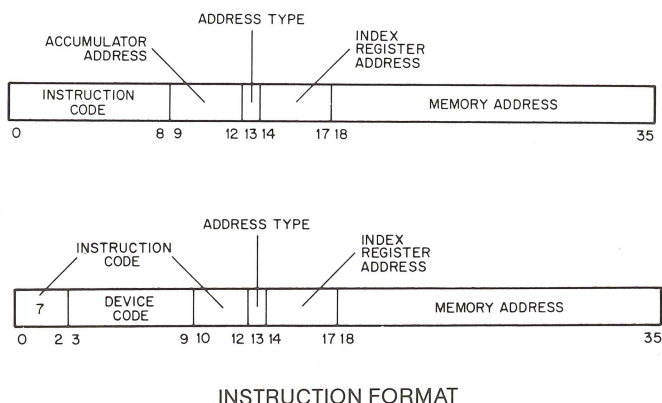 ADDRESS TYPE
ACCUMULATOR
ADDRESS
INDEX
REGISTER
ADDRESS
INSTRUCTION
CODE
MEMORY ADDRESS
0 8 9 12 13 14 17 18 35
ADDRESS TYPE
INSTRUCTION
CODE
INDEX
REGISTER
ADDRESS
7
DEVICE
CODE
MEMORY ADDRESS
0 2 3 9 10 12 13 14 17 18 35
INSTRUCTION FORMAT